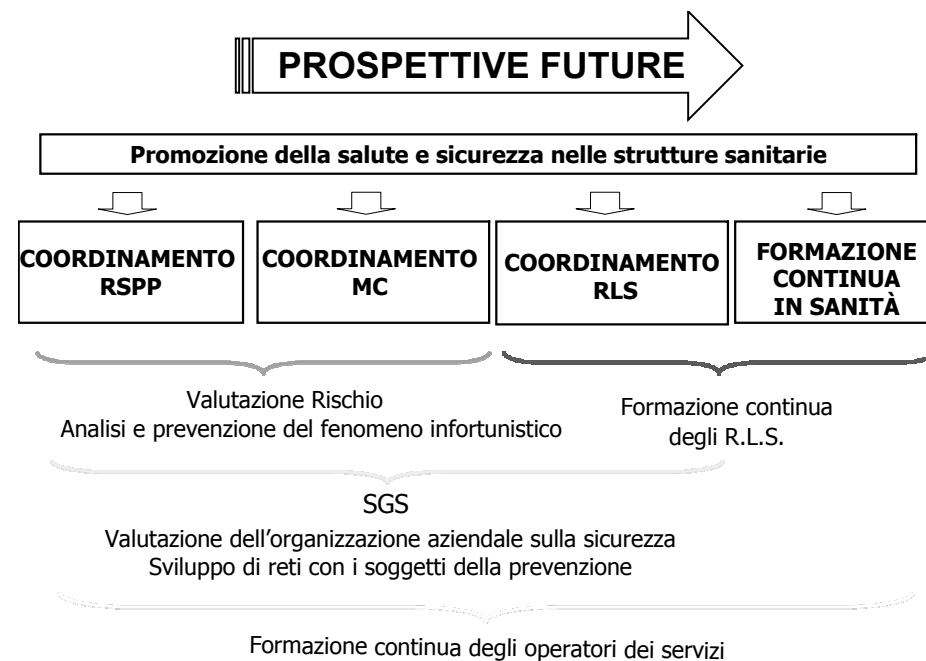 PROSPETTIVE FUTURE
Promozione della salute e sicurezza nelle strutture sanitarie
COORDINAMENTO
RSPP
COORDINAMENTO
MC
COORDINAMENTO
RLS
FORMAZIONE
CONTINUA
IN SANITÀ
Valutazione Rischio
Analisi e prevenzione del fenomeno infortunistico
Formazione continua
degli R.L.S.
SGS
Valutazione dell’organizzazione aziendale sulla sicurezza
Sviluppo di reti con i soggetti della prevenzione
Formazione continua degli operatori dei servizi